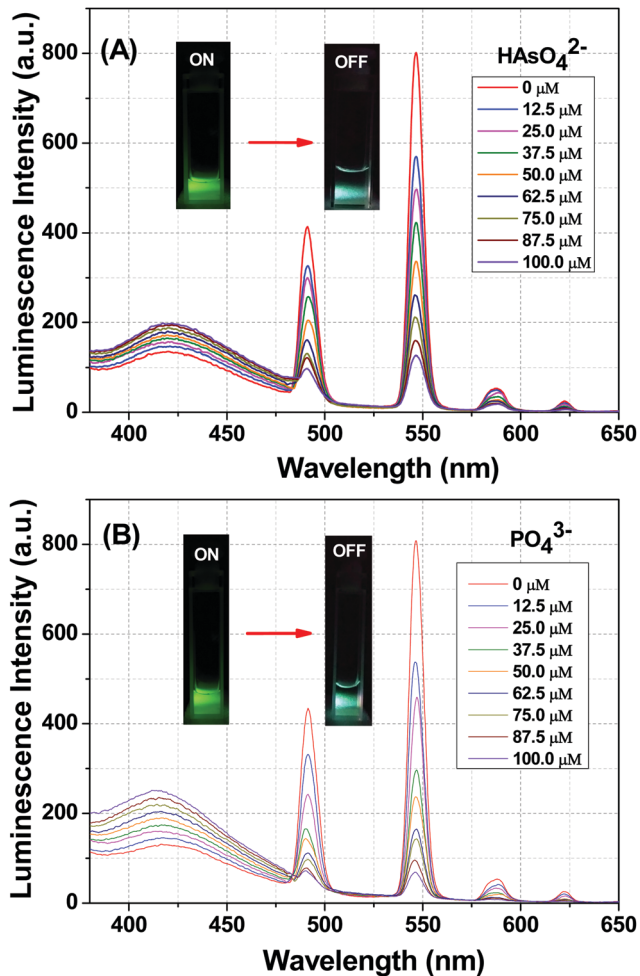 (A)
ON
OFF
HAsO₄²⁻
0 μM
12.5 μM
25.0 μM
37.5 μM
50.0 μM
62.5 μM
75.0 μM
87.5 μM
100.0 μM
Luminescence Intensity (a.u.)
800
600
400
200
0
400 450 500 550 600 650
Wavelength (nm)
(B)
ON
OFF
PO₄³⁻
0 μM
12.5 μM
25.0 μM
37.5 μM
50.0 μM
62.5 μM
75.0 μM
87.5 μM
100.0 μM
Luminescence Intensity (a.u.)
800
600
400
200
0
400 450 500 550 600 650
Wavelength (nm)